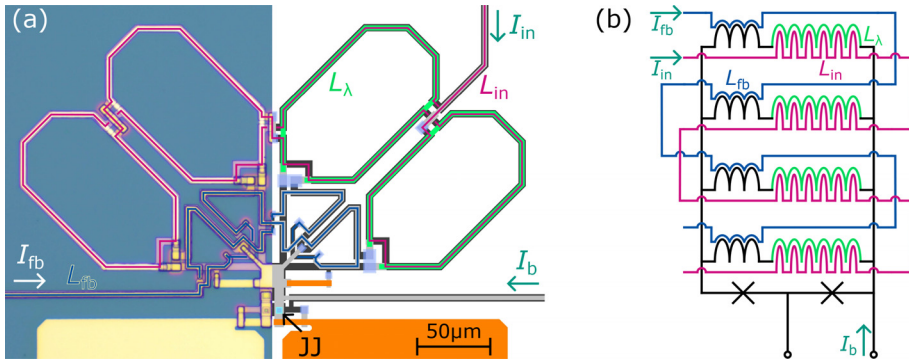 (a)
I_in
L_λ
L_in
I_fb
L_fb
I_b
JJ
50μm
(b)
I_fb
L_λ
I_in
L_in
L_fb
I_b